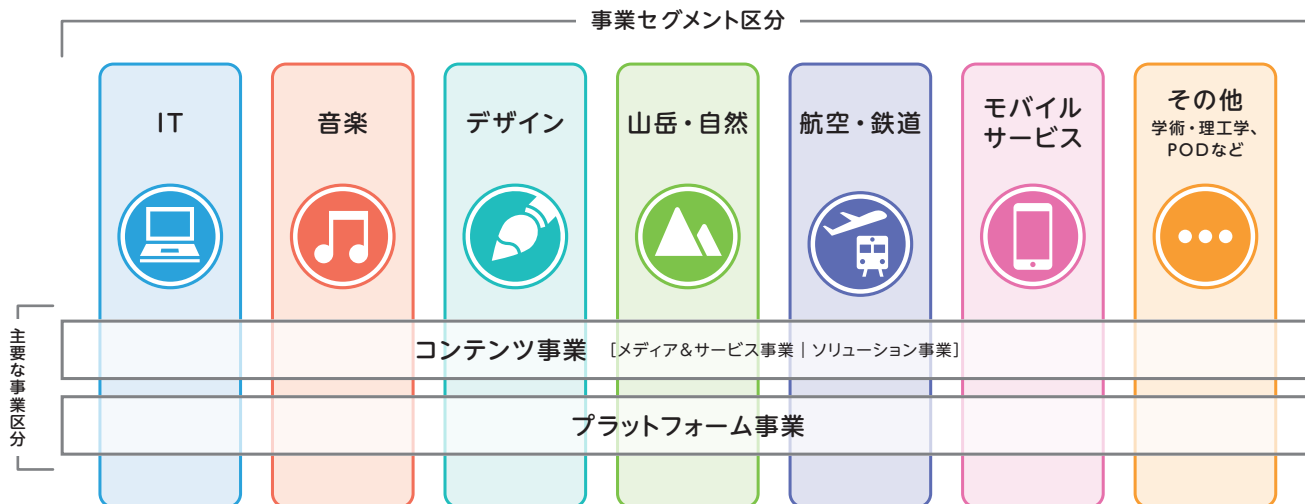 事業セグメント区分
IT
音楽
デザイン
山岳・自然
航空・鉄道
モバイル
サービス
その他
学術・理工学、
PODなど
主要な事業区分
コンテンツ事業 [メディア&サービス事業|ソリューション事業]
プラットフォーム事業